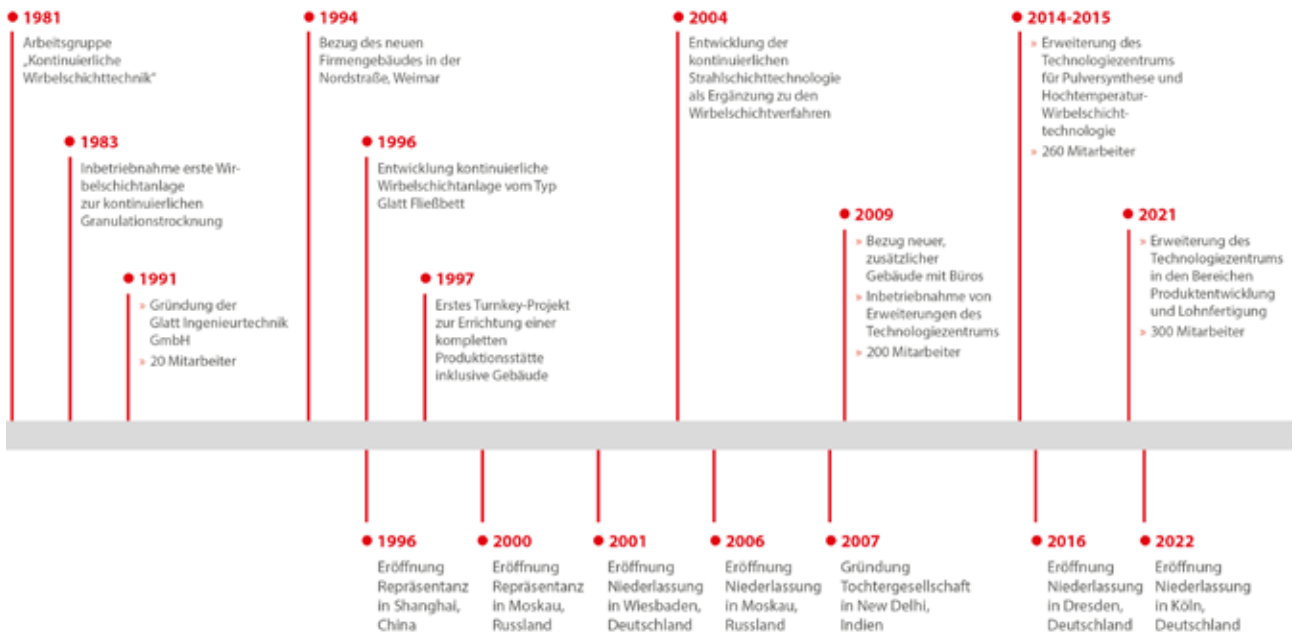 1981
Arbeitsgruppe
„Kontinuierliche
Wirbelschichttechnik“
1983
Inbetriebnahme erste Wir-
belschichtanlage
zur kontinuierlichen
Granulationstrocknung
1991
» Gründung der
Glatt Ingenieurtechnik
GmbH
» 20 Mitarbeiter
1994
Bezug des neuen
Firmengebäudes in der
Nordstraße, Weimar
1996
Entwicklung kontinuierliche
Wirbelschichtanlage vom Typ
Glatt Fließbett
1997
Erstes Turnkey-Projekt
zur Errichtung einer
kompletten
Produktionsstätte
inklusive Gebäude
2004
Entwicklung der
kontinuierlichen
Strahlschichttechnologie
als Ergänzung zu den
Wirbelschichtverfahren
2009
» Bezug neuer,
zusätzlicher
Gebäude mit Büros
» Inbetriebnahme von
Erweiterungen des
Technologiezentrums
» 200 Mitarbeiter
2014-2015
» Erweiterung des
Technologiezentrums
für Pulversynthese und
Hochtemperatur-
Wirbelschicht-
technologie
» 260 Mitarbeiter
2021
» Erweiterung des
Technologiezentrums
in den Bereichen
Produktentwicklung
und Lohnfertigung
» 300 Mitarbeiter
1996
Eröffnung
Repräsentanz
in Shanghai,
China
2000
Eröffnung
Repräsentanz
in Moskau,
Russland
2001
Eröffnung
Niederlassung
in Wiesbaden,
Deutschland
2006
Eröffnung
Niederlassung
in Moskau,
Russland
2007
Gründung
Tochtergesellschaft
in New Delhi,
Indien
2016
Eröffnung
Niederlassung
in Dresden,
Deutschland
2022
Eröffnung
Niederlassung
in Köln,
Deutschland